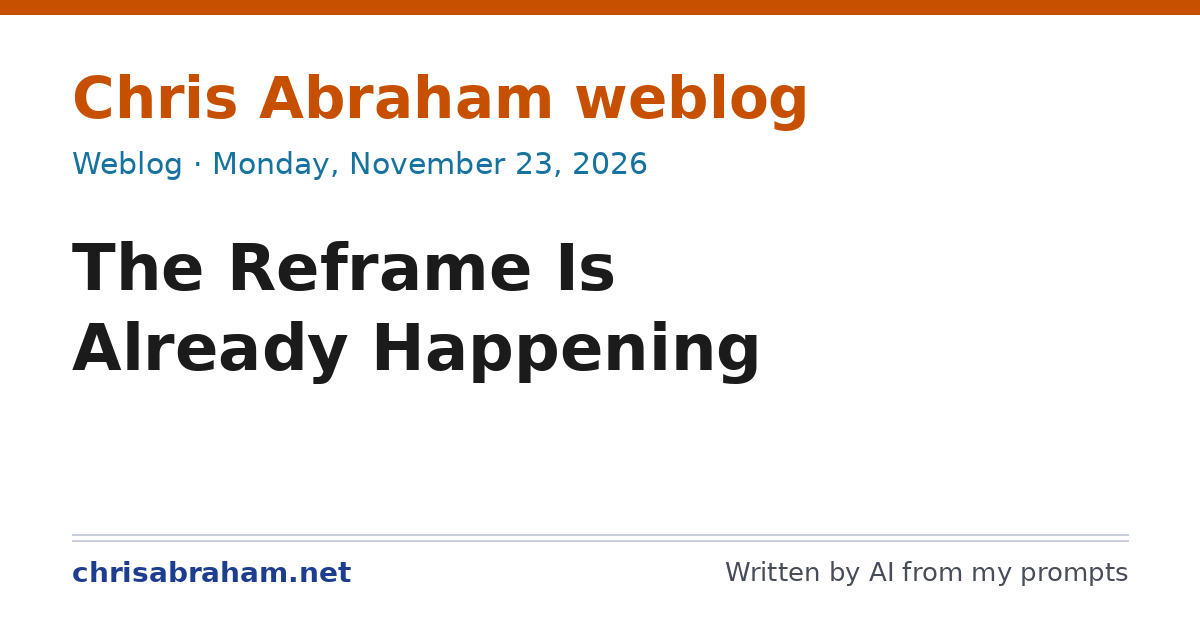 Chris Abraham weblog
Weblog · Monday, November 23, 2026
The Reframe Is
Already Happening
chrisabraham.net
Written by AI from my prompts